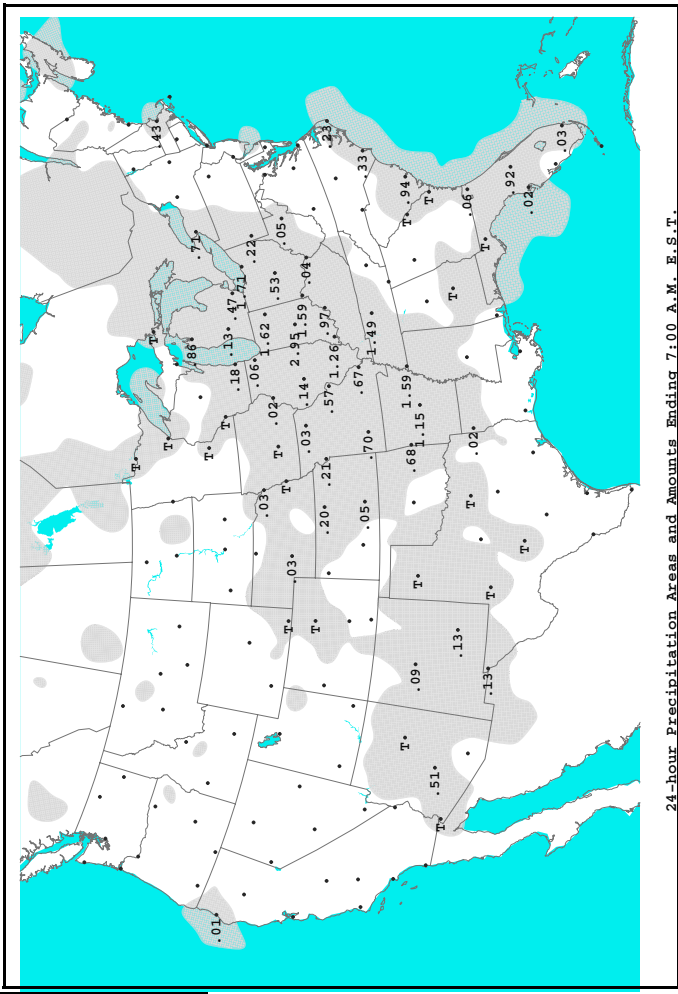 T
T
.43
T
.86
.71
T
.01
T
.13
.47
.18
1.71
.22
.06
.03
1.62
.02
.53
T
.05
T
T
.03
2.95
1.59
.14
.03
.04
T
.20
.97
.21
.23
.57
1.26
.67
.33
.05
.70
1.49
T
.94
1.59
T
.68
.09
T
1.15
T
.51
T
T
.13
.06
T
.02
T
.13
T
.92
T
.02
.03
24-hour Precipitation Areas and Amounts Ending 7:00 A.M. E.S.T.